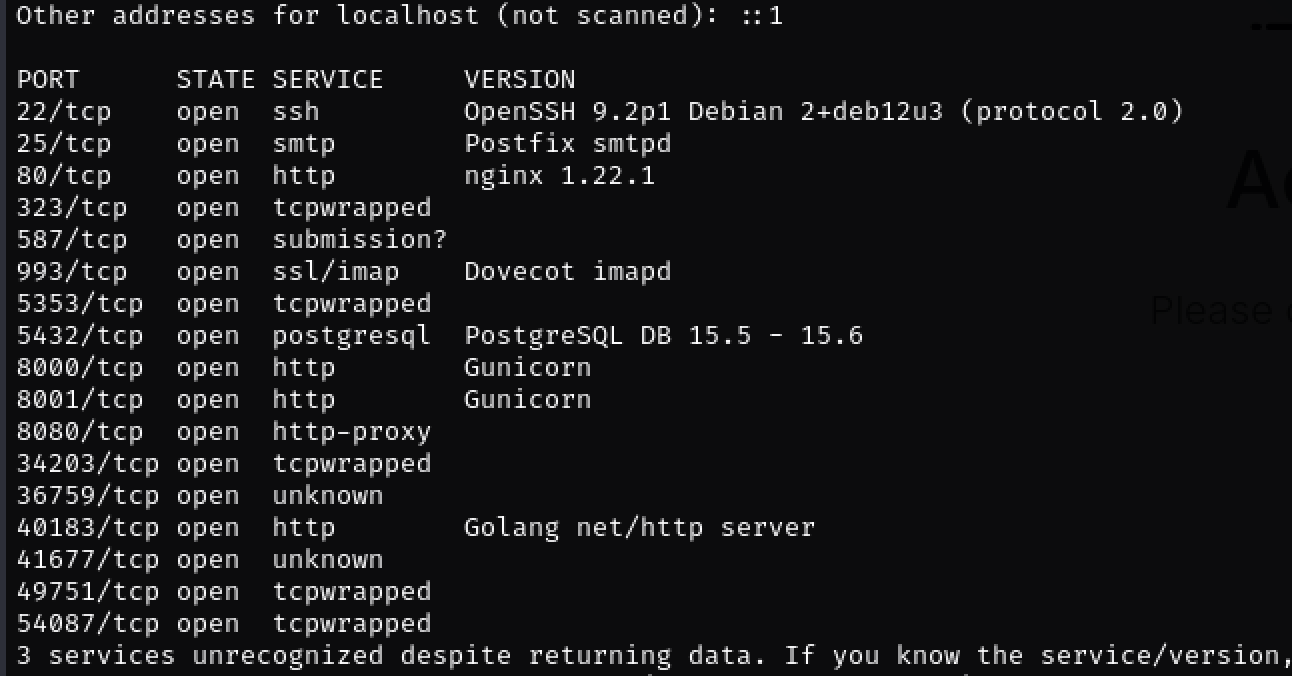 Other addresses for localhost (not scanned): ::1
PORT      STATE SERVICE     VERSION
22/tcp    open  ssh         OpenSSH 9.2p1 Debian 2+deb12u3 (protocol 2.0)
25/tcp    open  smtp        Postfix smtpd
80/tcp    open  http        nginx 1.22.1
323/tcp   open  tcpwrapped
587/tcp   open  submission?
993/tcp   open  ssl/imap    Dovecot imapd
5353/tcp  open  tcpwrapped
5432/tcp  open  postgresql  PostgreSQL DB 15.5 - 15.6
8000/tcp  open  http        Gunicorn
8001/tcp  open  http        Gunicorn
8080/tcp  open  http-proxy
34203/tcp open  tcpwrapped
36759/tcp open  unknown
40183/tcp open  http        Golang net/http server
41677/tcp open  unknown
49751/tcp open  tcpwrapped
54087/tcp open  tcpwrapped
3 services unrecognized despite returning data. If you know the service/version,
Please